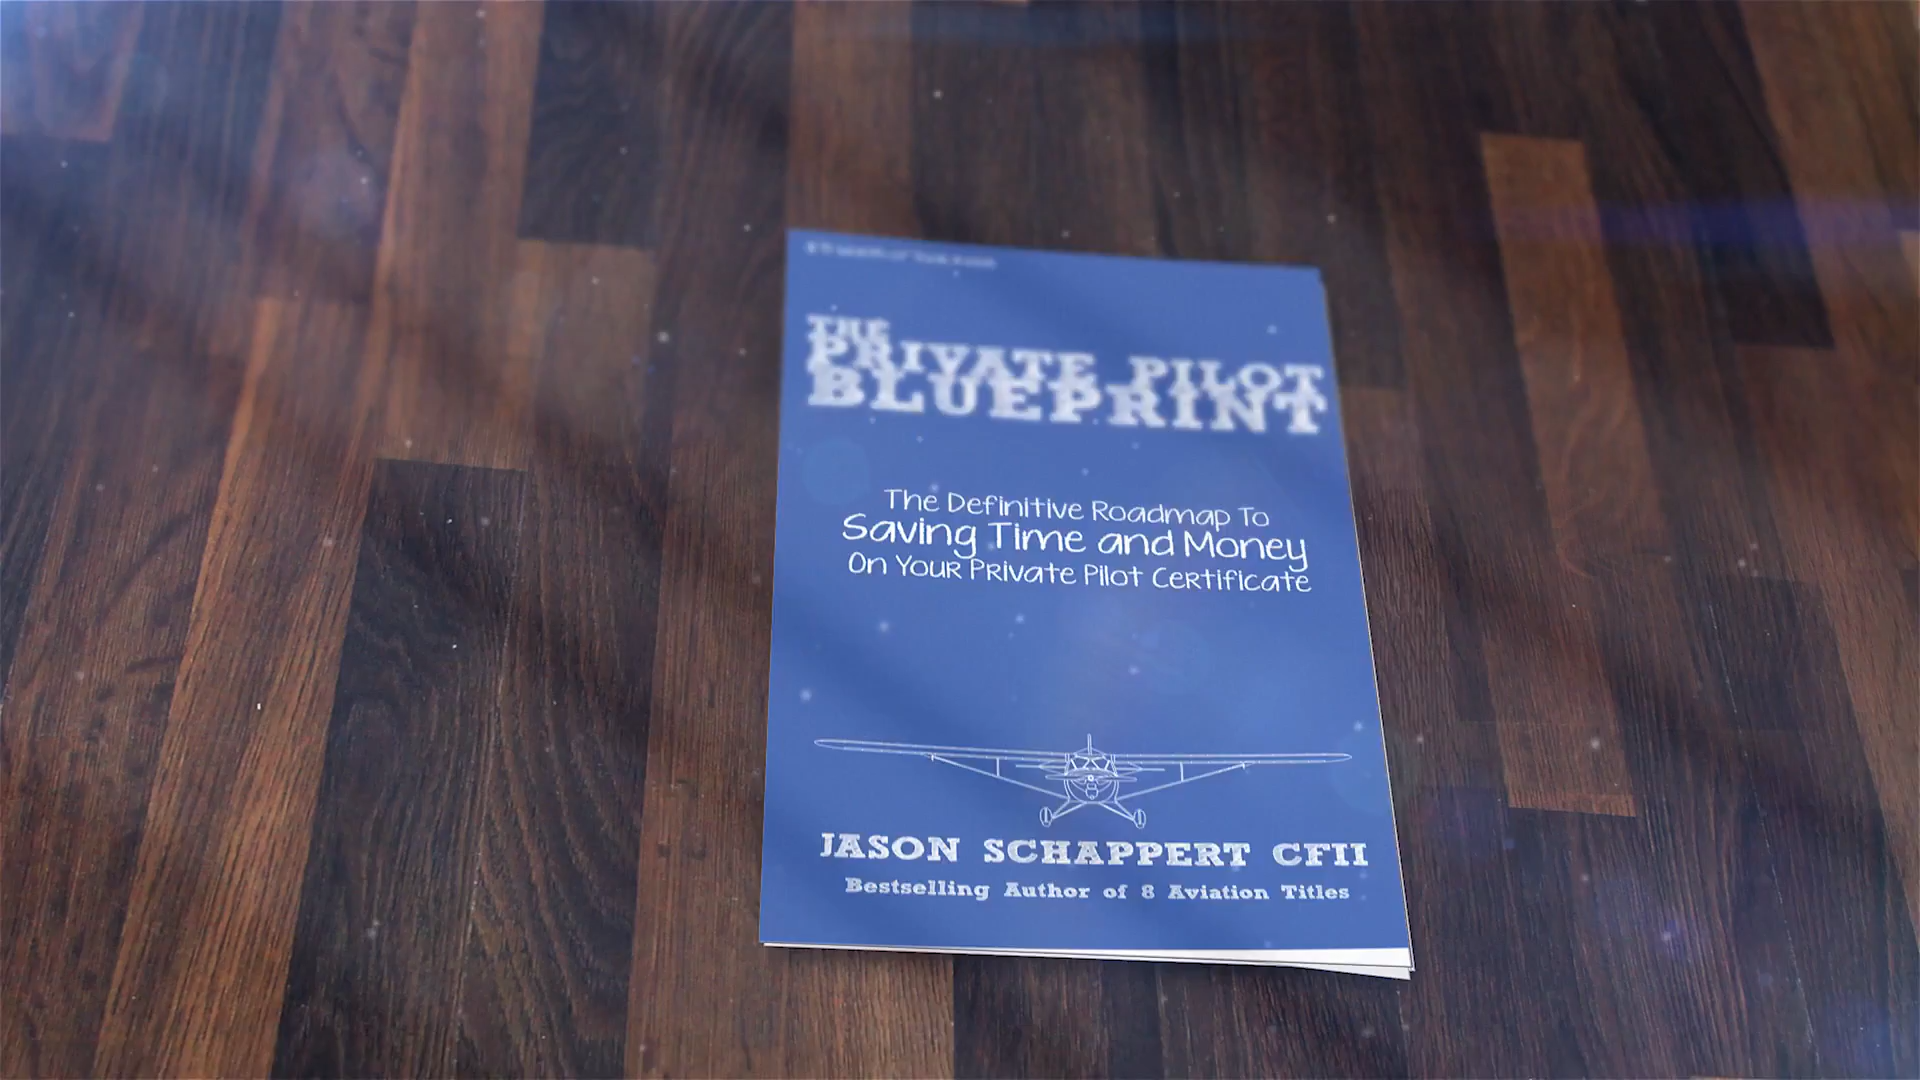 THE
PRIVATE PILOT
BLUEPRINT
The Definitive Roadmap To
Saving Time and Money
On Your Private Pilot Certificate
JASON SCHAPPERT CFII
Bestselling Author of 8 Aviation Titles